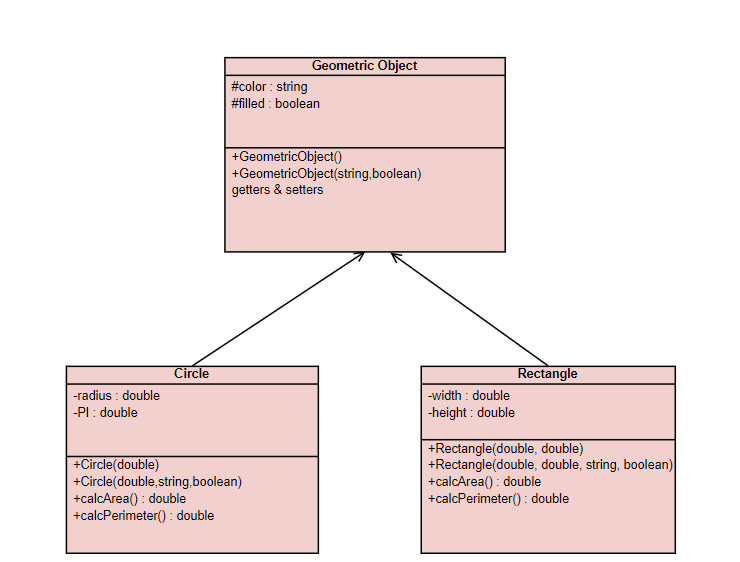 Geometric Object
#color : string
#filled : boolean
+GeometricObject()
+GeometricObject(string,boolean)
getters & setters
Circle
-radius : double
-PI : double
+Circle(double)
+Circle(double,string,boolean)
+calcArea() : double
+calcPerimeter() : double
Rectangle
-width : double
-height : double
+Rectangle(double, double)
+Rectangle(double, double, string, boolean)
+calcArea() : double
+calcPerimeter() : double